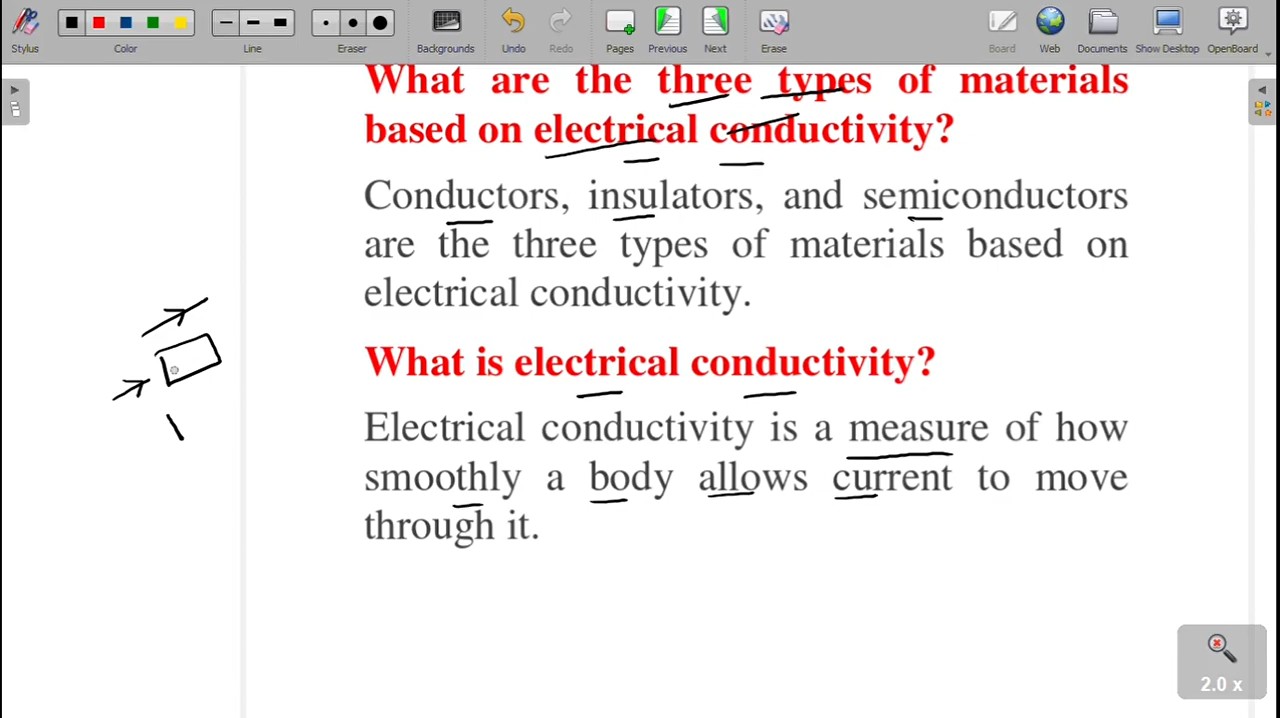 Stylus
Color
Line
Eraser
Backgrounds
Undo
Redo
Pages
Previous
Next
Erase
Board
Web
Documents
Show Desktop
OpenBoard
What are the three types of materials
based on electrical conductivity?
Conductors, insulators, and semiconductors
are the three types of materials based on
electrical conductivity.
What is electrical conductivity?
Electrical conductivity is a measure of how
smoothly a body allows current to move
through it.
2.0 x